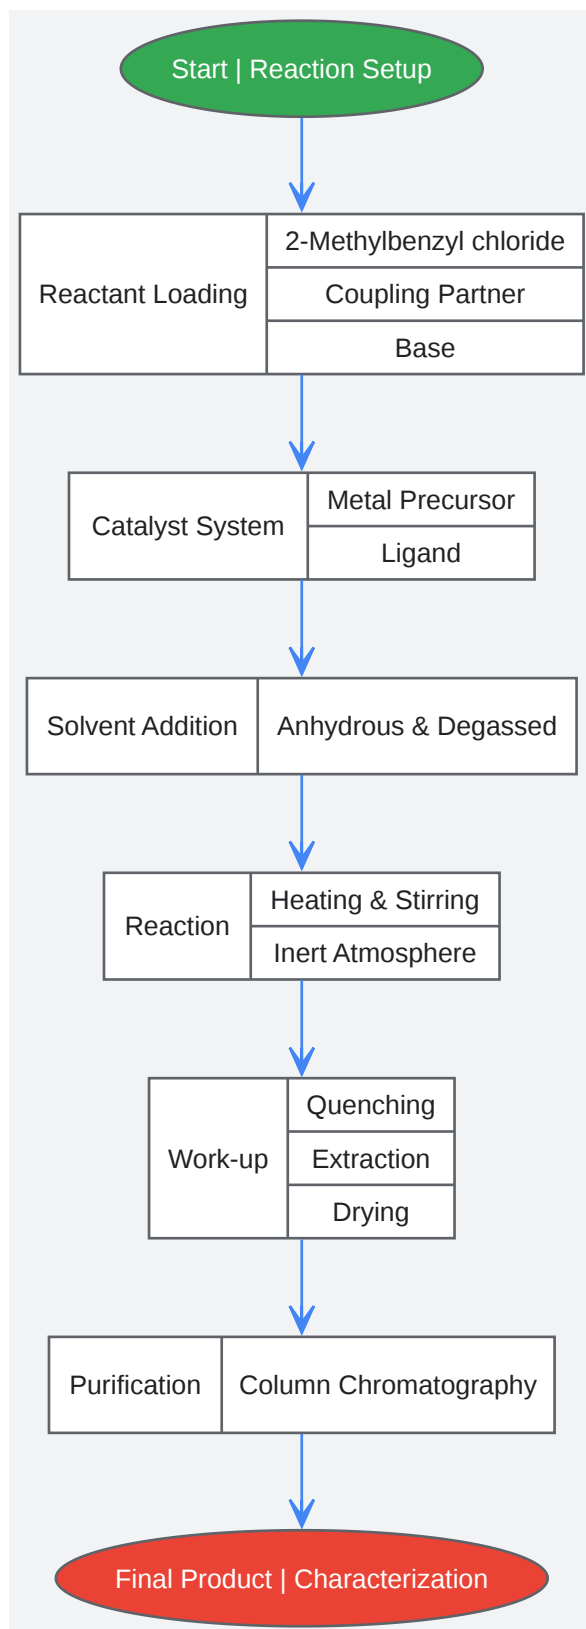 Start | Reaction Setup
Reactant Loading
2-Methylbenzyl chloride
Coupling Partner
Base
Catalyst System
Metal Precursor
Ligand
Solvent Addition
Anhydrous & Degassed
Reaction
Heating & Stirring
Inert Atmosphere
Work-up
Quenching
Extraction
Drying
Purification
Column Chromatography
Final Product | Characterization